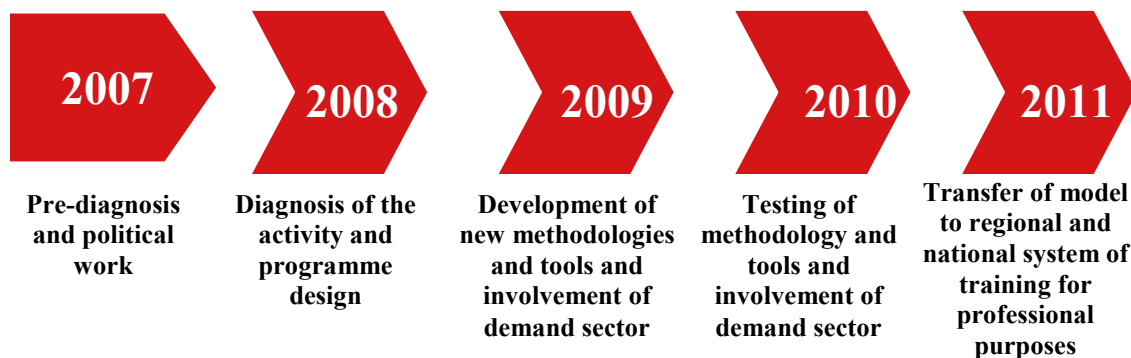 2007
Pre-diagnosis
and political
work
2008
Diagnosis of the
activity and
programme
design
2009
Development of
new methodologies
and tools and
involvement of
demand sector
2010
Testing of
methodology and
tools and
involvement of
demand sector
2011
Transfer of model
to regional and
national system of
training for
professional
purposes